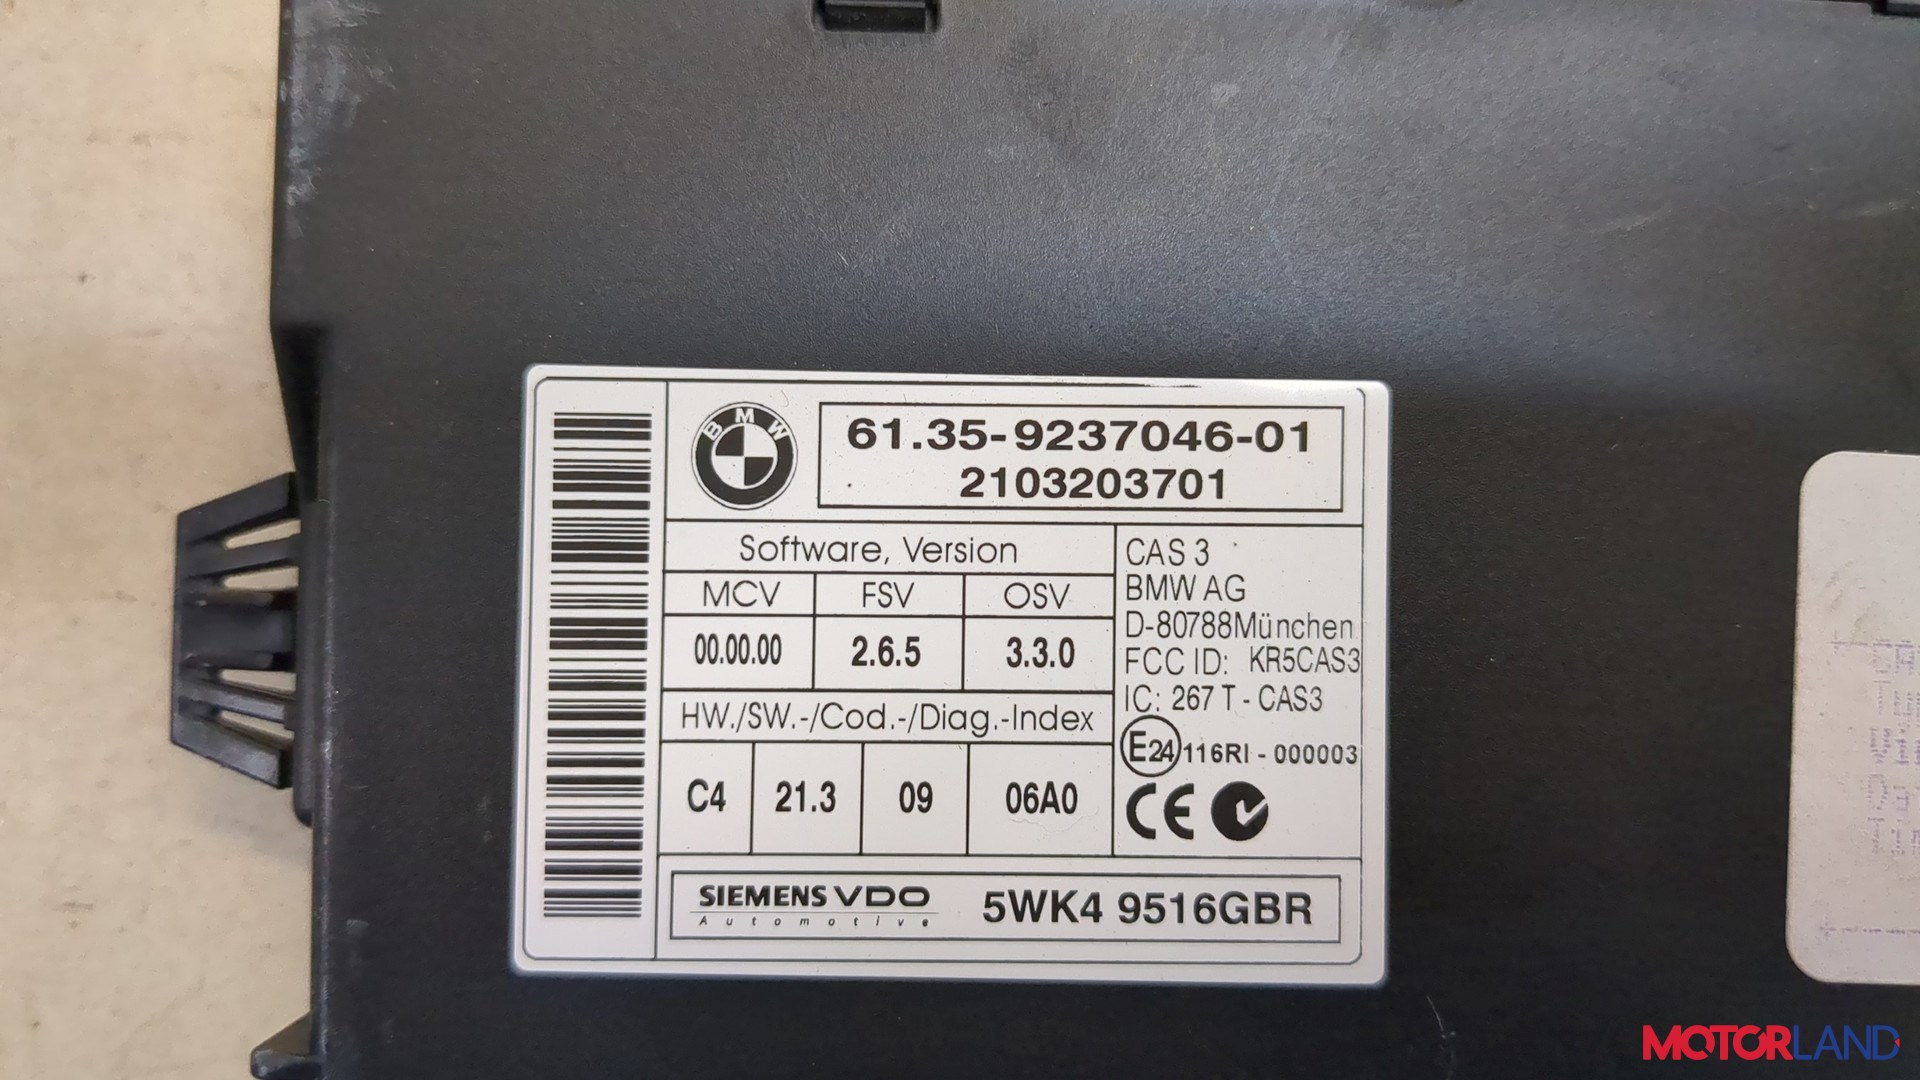 BMW
61.35-9237046-01
2103203701
Software, Version
MCV FSV OSV
00.00.00 2.6.5 3.3.0
HW./SW.-/Cod.-/Diag.-Index
C4 21.3 09 06A0
CAS 3
BMW AG
D-80788München
FCC ID: KR5CAS3
IC: 267 T - CAS3
E24 116RI - 000003
CE
SIEMENS VDO
Automotive
5WK4 9516GBR
MOTORLAND